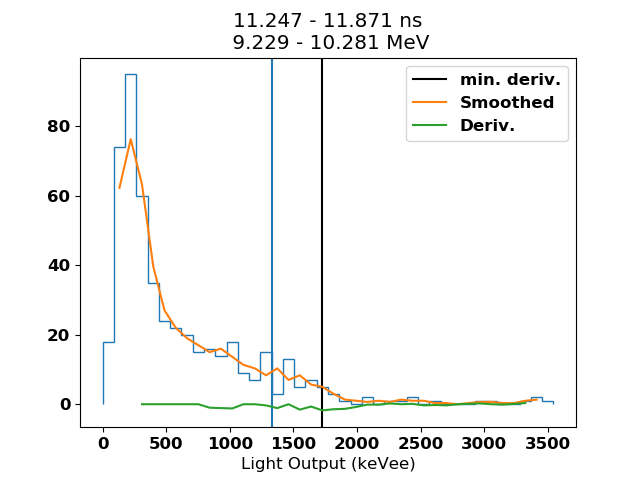 11.247 - 11.871 ns
9.229 - 10.281 MeV
min. deriv.
Smoothed
Deriv.
80
60
40
20
0
0 500 1000 1500 2000 2500 3000 3500
Light Output (keVee)